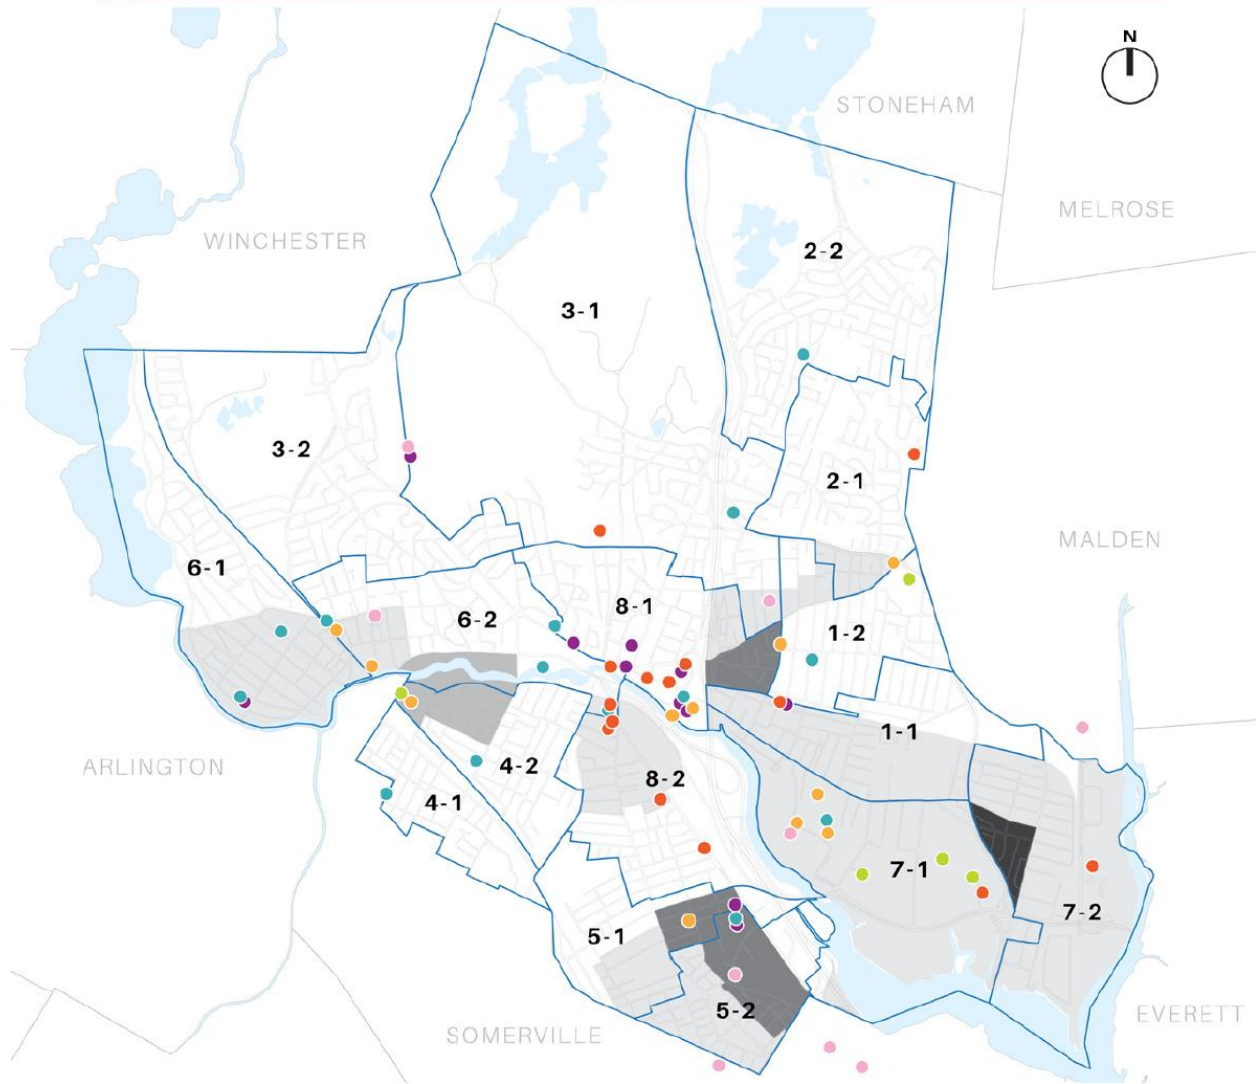 N
STONEHAM
MELROSE
WINCHESTER
2-2
3-1
3-2
2-1
MALDEN
6-1
8-1
6-2
1-2
1-1
ARLINGTON
4-2
8-2
4-1
7-1
7-2
5-1
5-2
EVERETT
SOMERVILLE